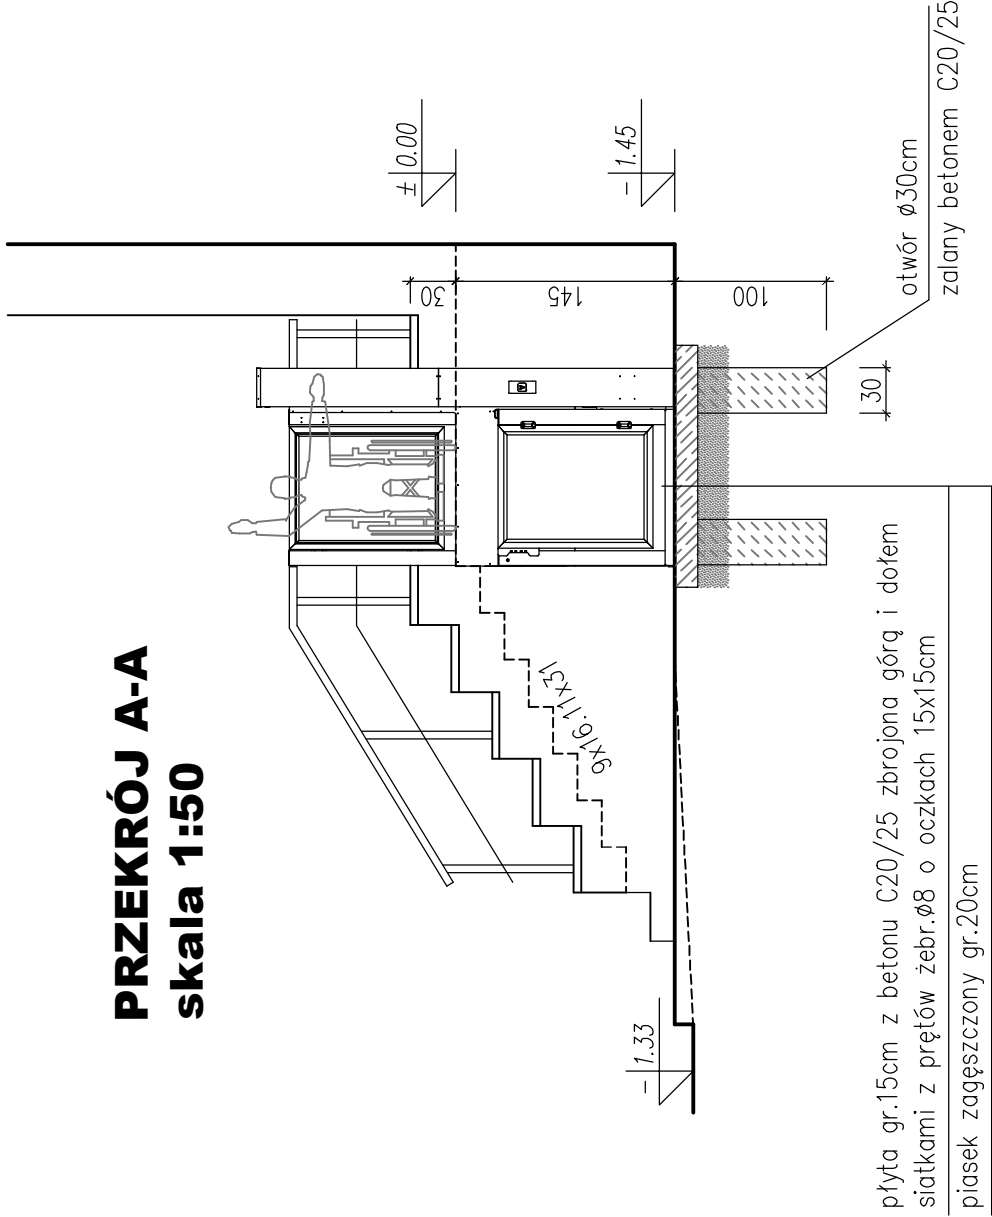 PRZEKRÓJ A-A
skala 1:50
± 0.00
- 1.45
- 1.33
30
145
100
30
9x16.11x31
otwór ø30cm
zalany betonem C20/25
płyta gr.15cm z betonu C20/25 zbrojona górą i dołem
siatkami z prętów żebr.ø8 o oczkach 15x15cm
piasek zagęszczony gr.20cm